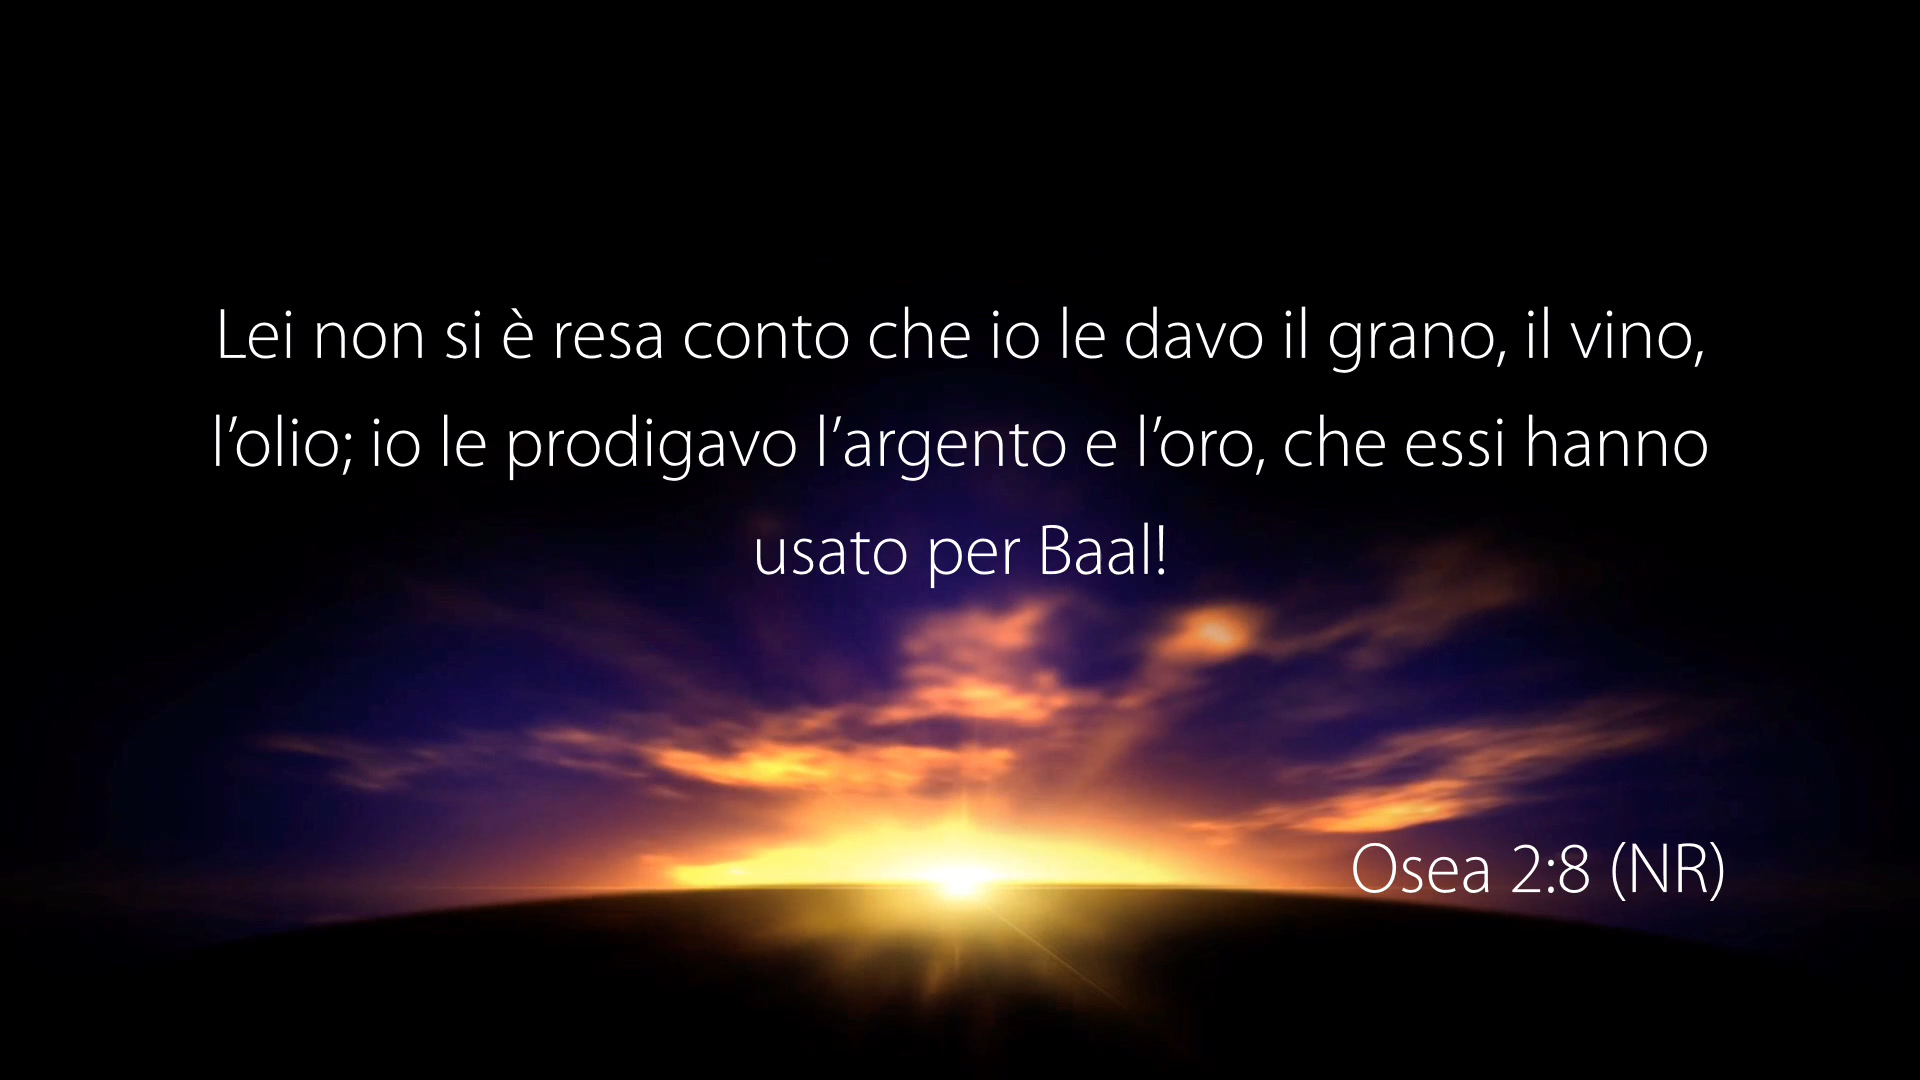 Lei non si è resa conto che io le davo il grano, il vino,
l’olio; io le prodigavo l’argento e l’oro, che essi hanno
usato per Baal!
Osea 2:8 (NR)